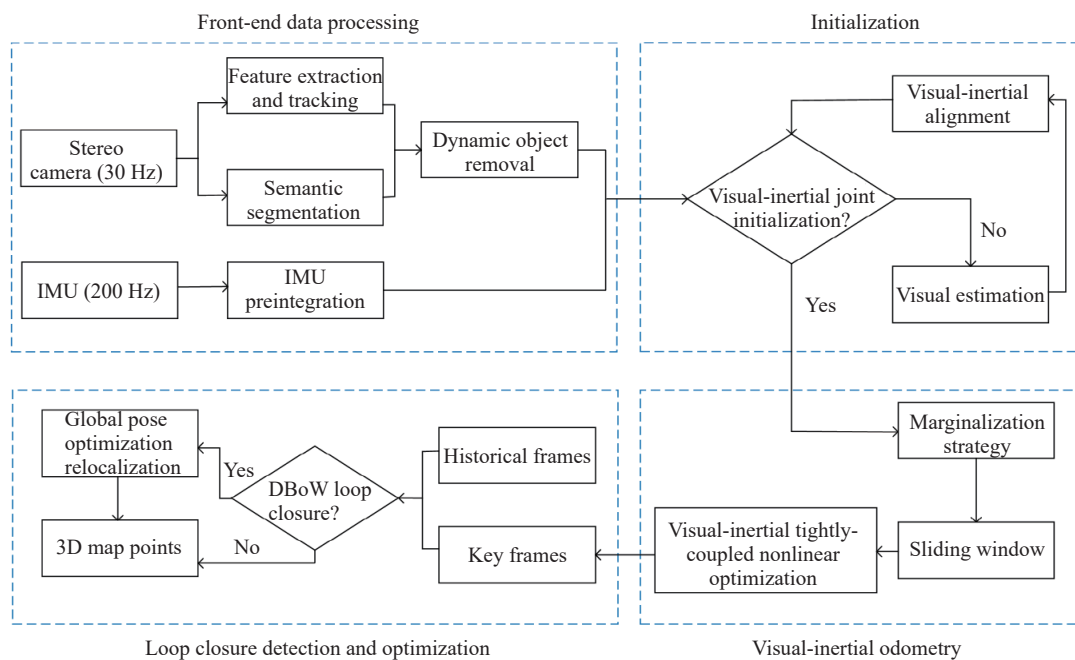 Front-end data processing
Initialization
Feature extraction
and tracking
Stereo
camera (30 Hz)
Semantic
segmentation
Dynamic object
removal
IMU (200 Hz)
IMU
preintegration
Visual-inertial
alignment
Visual-inertial joint
initialization?
No
Visual estimation
Yes
Global pose
optimization
relocalization
Yes
DBoW loop
closure?
No
3D map points
Historical frames
Key frames
Marginalization
strategy
Visual-inertial tightly-
coupled nonlinear
optimization
Sliding window
Loop closure detection and optimization
Visual-inertial odometry